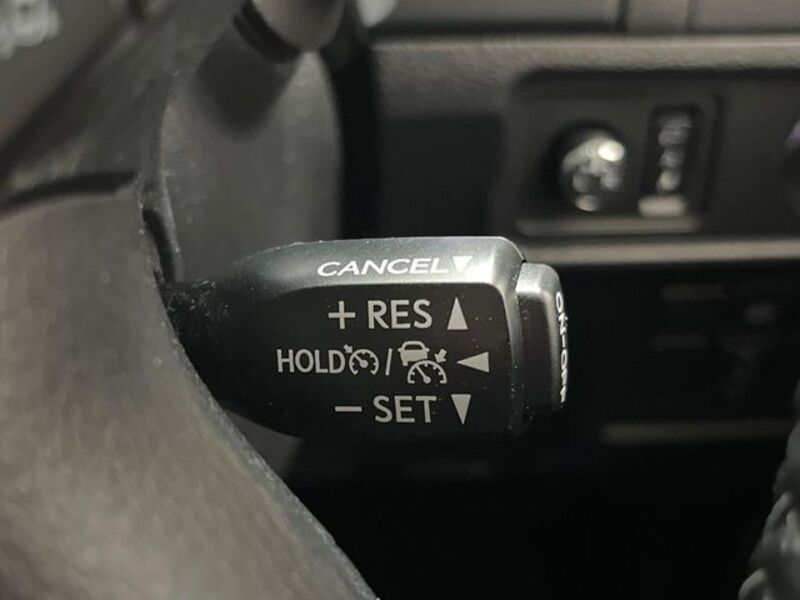 CANCEL▼
+ RES ▲
HOLD / ◀
− SET ▼
ON-OFF